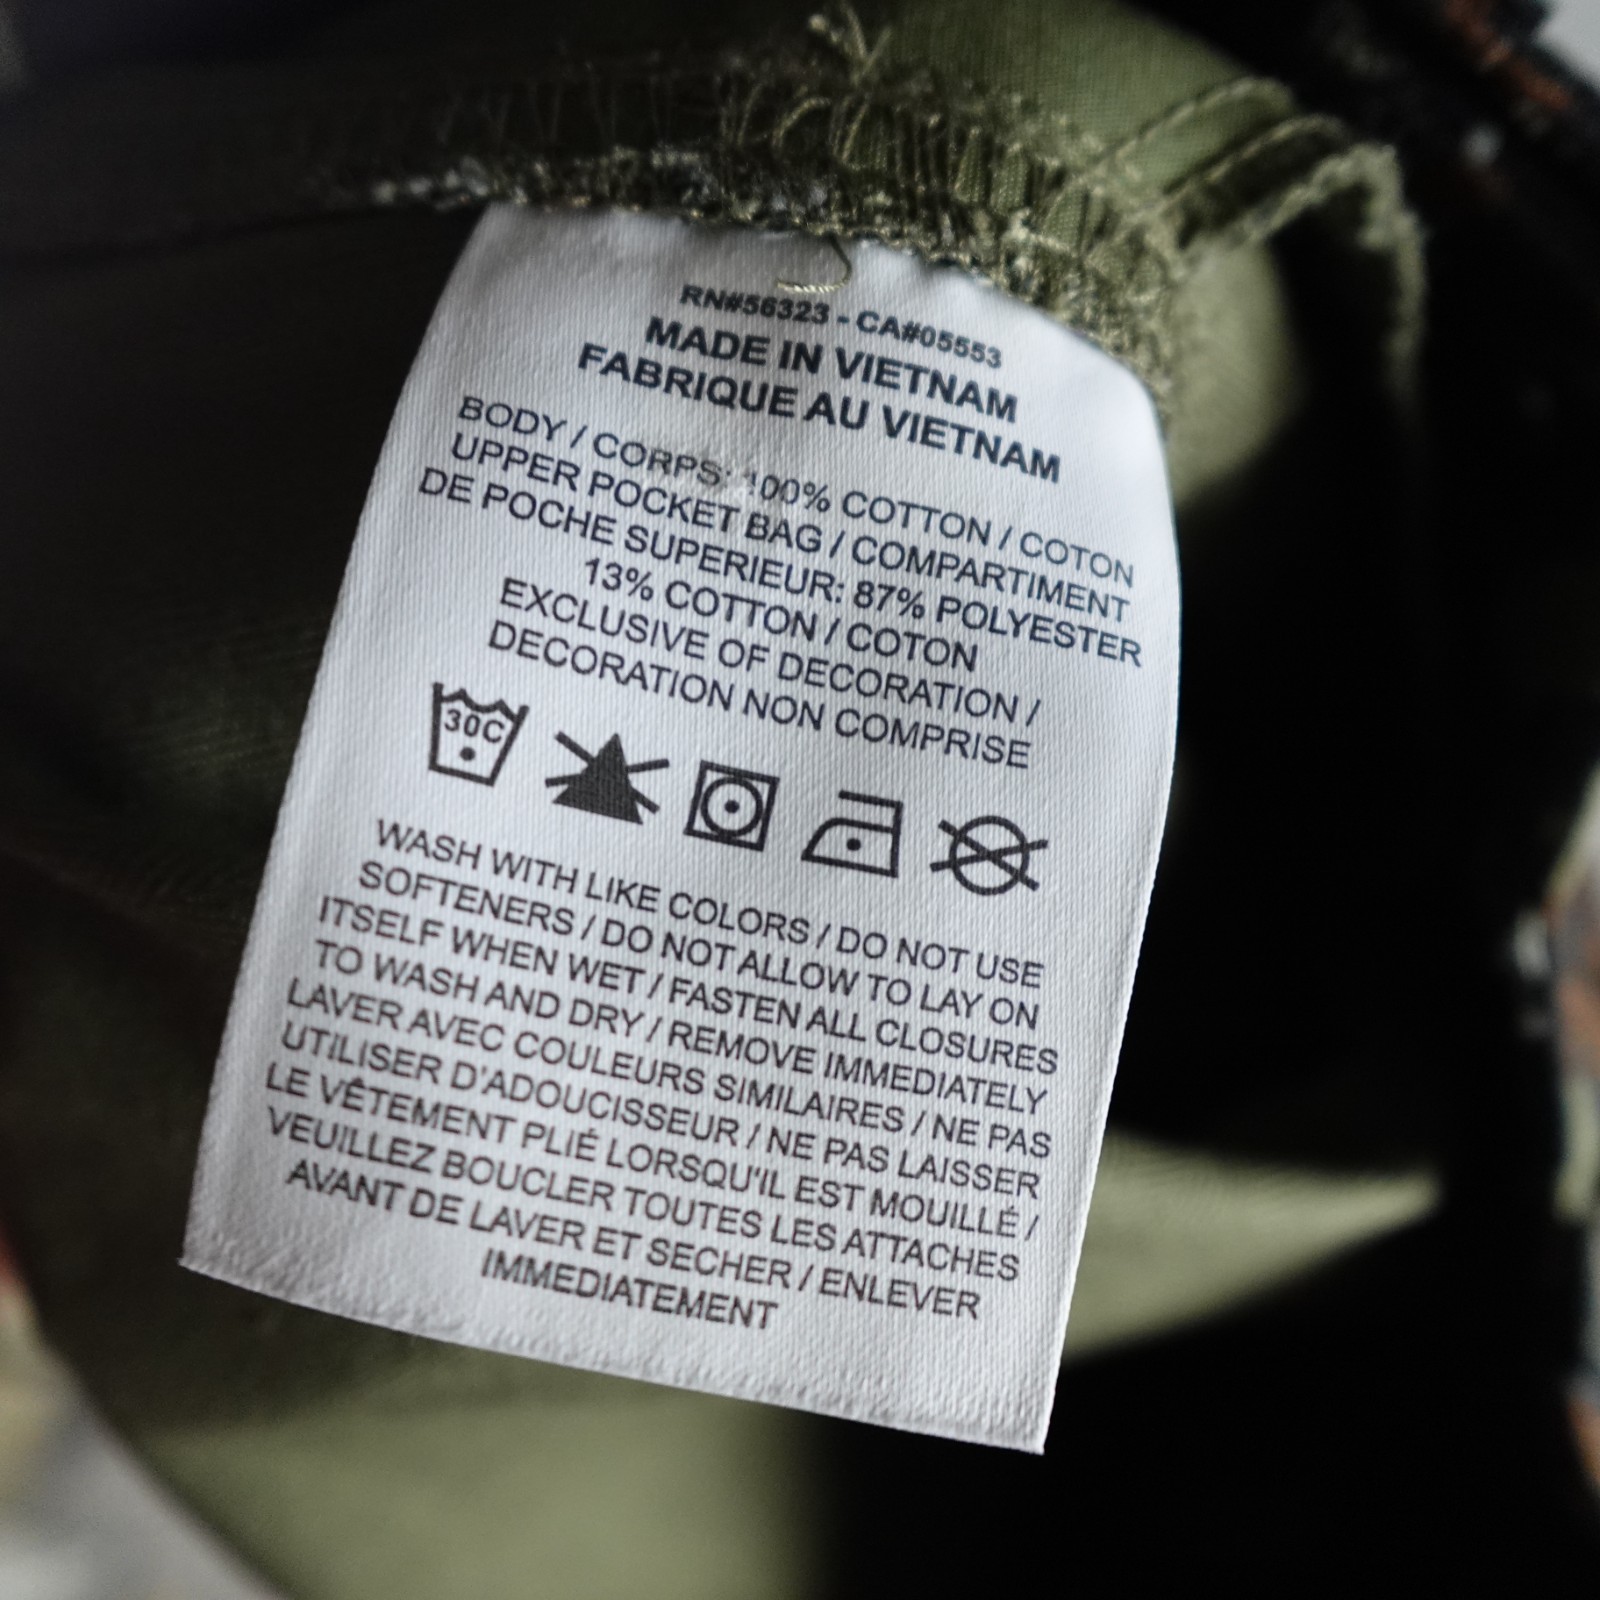 RN#56323 - CA#05553
MADE IN VIETNAM
FABRIQUE AU VIETNAM
BODY / CORPS: 100% COTTON / COTON
UPPER POCKET BAG / COMPARTIMENT
DE POCHE SUPERIEUR: 87% POLYESTER
13% COTTON / COTON
EXCLUSIVE OF DECORATION /
DECORATION NON COMPRISE
30C
WASH WITH LIKE COLORS / DO NOT USE
SOFTENERS / DO NOT ALLOW TO LAY ON
ITSELF WHEN WET / FASTEN ALL CLOSURES
TO WASH AND DRY / REMOVE IMMEDIATELY
LAVER AVEC COULEURS SIMILAIRES / NE PAS
UTILISER D'ADOUCISSEUR / NE PAS LAISSER
LE VÊTEMENT PLIÉ LORSQU'IL EST MOUILLÉ /
VEUILLEZ BOUCLER TOUTES LES ATTACHES
AVANT DE LAVER ET SECHER / ENLEVER
IMMEDIATEMENT